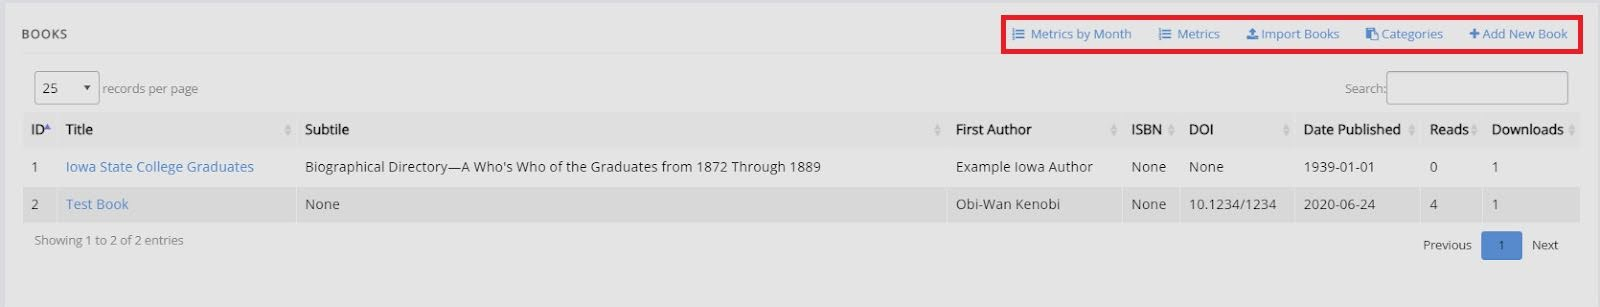 BOOKS Metrics by Month Metrics Import Books Categories Add New Book
25 records per page Search:
ID Title Subtile First Author ISBN DOI Date Published Reads Downloads
1 Iowa State College Graduates Biographical Directory—A Who's Who of the Graduates from 1872 Through 1889 Example Iowa Author None None 1939-01-01 0 1
2 Test Book None Obi-Wan Kenobi None 10.1234/1234 2020-06-24 4 1
Showing 1 to 2 of 2 entries Previous 1 Next